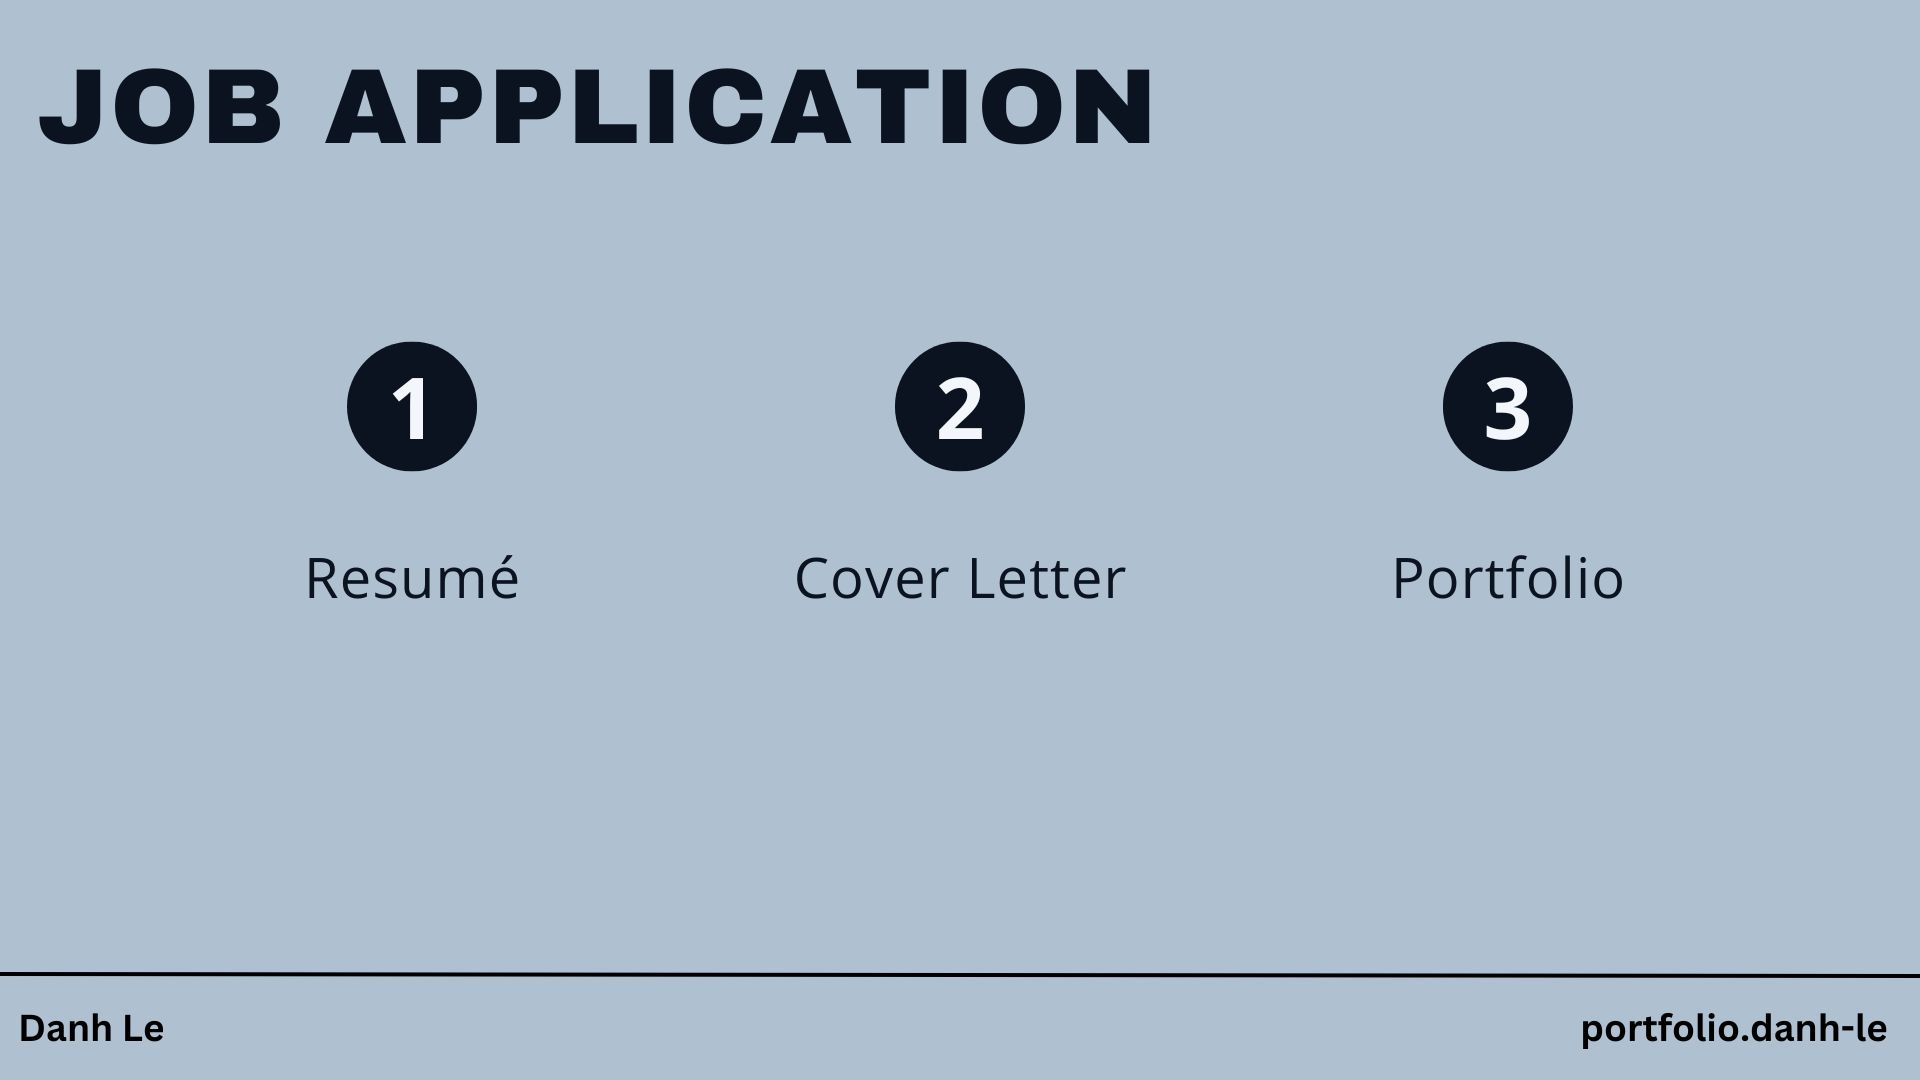 JOB APPLICATION
1
2
3
Resumé
Cover Letter
Portfolio
Danh Le
portfolio.danh-le